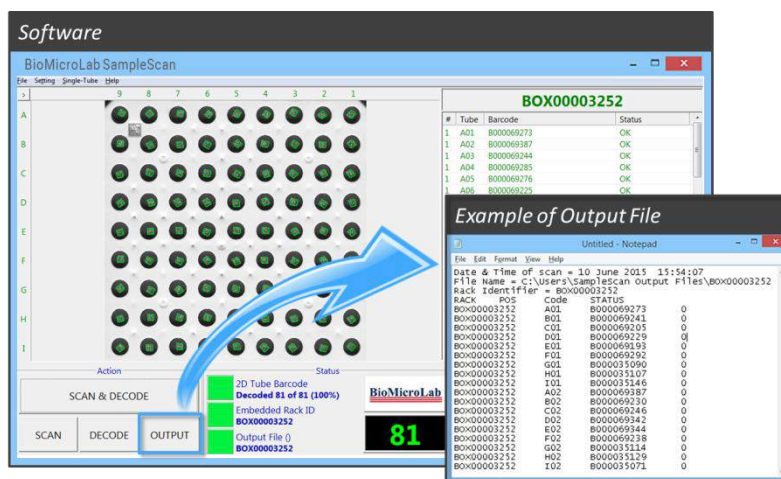 Software
BioMicroLab SampleScan
File Setting Single-Tube Help
9 8 7 6 5 4 3 2 1
A
B
C
D
E
F
G
H
I
BOX00003252
# Tube Barcode Status
1 A01 B000069273 OK
1 A02 B000069387 OK
1 A03 B000069244 OK
1 A04 B000069285 OK
1 A05 B000069276 OK
1 A06 B000069225 OK
Action
SCAN & DECODE
SCAN DECODE OUTPUT
Status
2D Tube Barcode
Decoded 81 of 81 (100%)
Embedded Rack ID
BOX00003252
Output File ()
BOX00003252
BioMicroLab
81
Example of Output File
Untitled - Notepad
File Edit Format View Help
Date & Time of scan = 10 June 2015 15:54:07
File Name = C:\Users\SampleScan Output Files\BOX00003252
Rack Identifier = BOX00003252
RACK POS Code STATUS
BOX00003252 A01 B000069273 0
BOX00003252 B01 B000069241 0
BOX00003252 C01 B000069205 0
BOX00003252 D01 B000069229 0
BOX00003252 E01 B000069193 0
BOX00003252 F01 B000069292 0
BOX00003252 G01 B000035090 0
BOX00003252 H01 B000035107 0
BOX00003252 I01 B000035146 0
BOX00003252 A02 B000069387 0
BOX00003252 B02 B000069230 0
BOX00003252 C02 B000069246 0
BOX00003252 D02 B000069342 0
BOX00003252 E02 B000069344 0
BOX00003252 F02 B000069238 0
BOX00003252 G02 B000035114 0
BOX00003252 H02 B000035129 0
BOX00003252 I02 B000035071 0